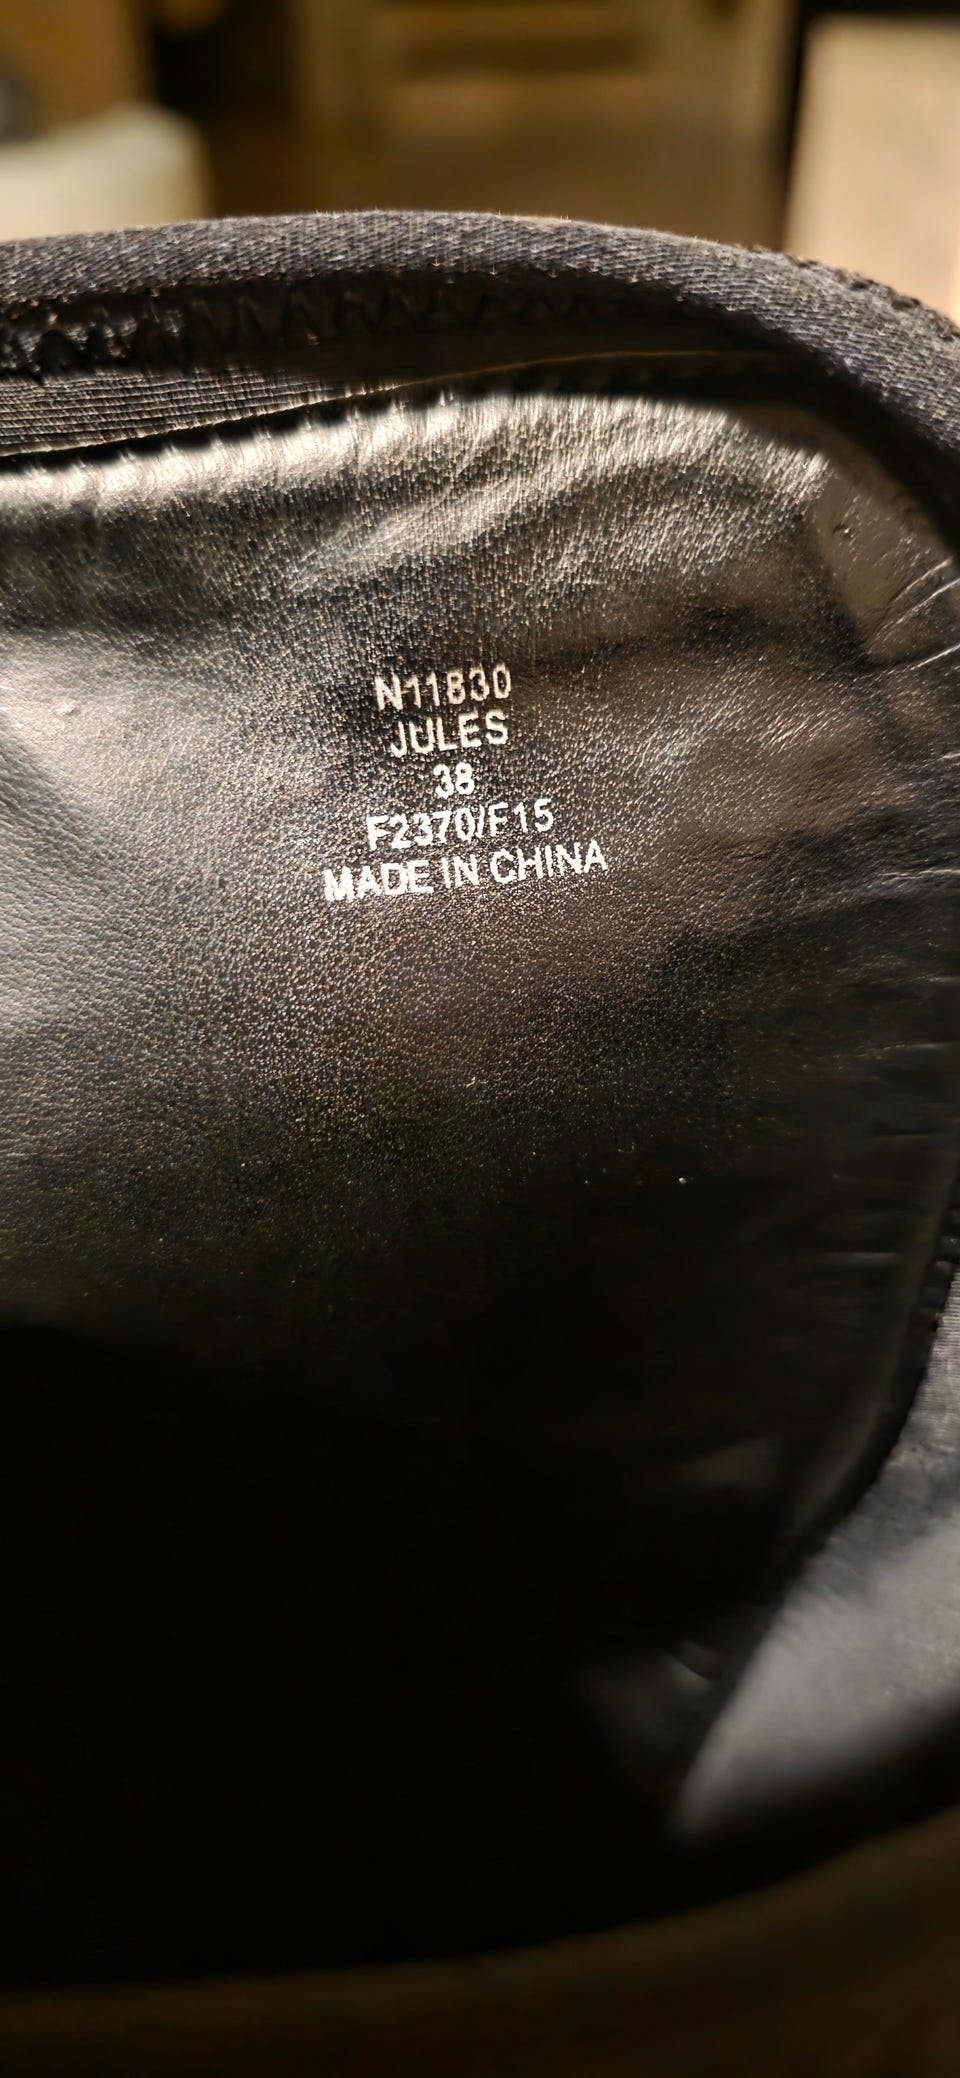 N11830
JULES
38
F2370/F15
MADE IN CHINA